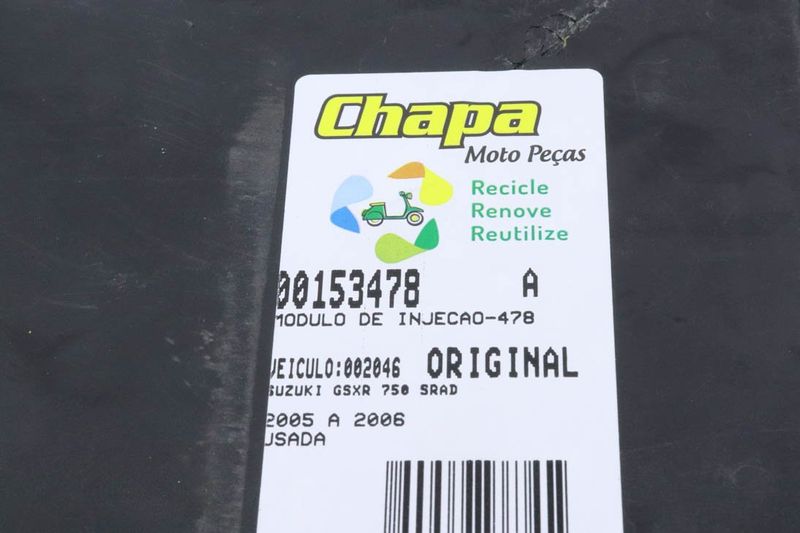 Chapa
Moto Peças
Recicle
Renove
Reutilize
00153478 A
MODULO DE INJECAO-478
VEICULO:002046 ORIGINAL
SUZUKI GSXR 750 SRAD
2005 A 2006
USADA